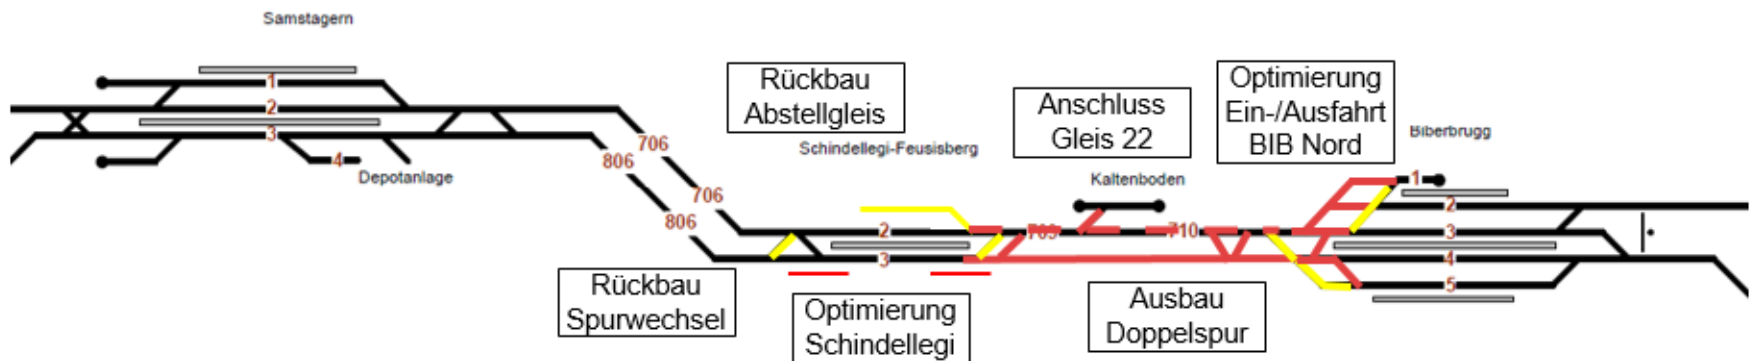 Samstagern
1
2
3
4
Depotanlage
706
806
706
806
Rückbau
Abstellgleis
Schindellegi-Feusisberg
2
3
Rückbau
Spurwechsel
Optimierung
Schindellegi
Anschluss
Gleis 22
Kaltenboden
709
710
Ausbau
Doppelspur
Optimierung
Ein-/Ausfahrt
BIB Nord
Biberbrugg
1
2
3
4
5